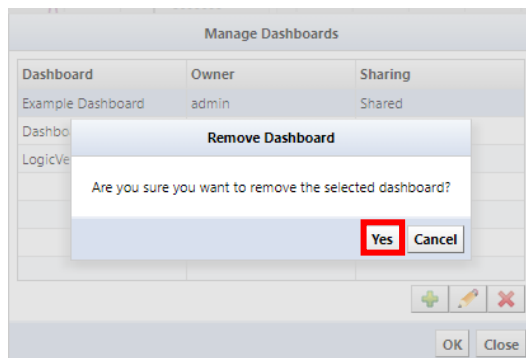 Manage Dashboards
Dashboard Owner Sharing
Example Dashboard admin Shared
Remove Dashboard
Are you sure you want to remove the selected dashboard?
Yes Cancel
OK Close